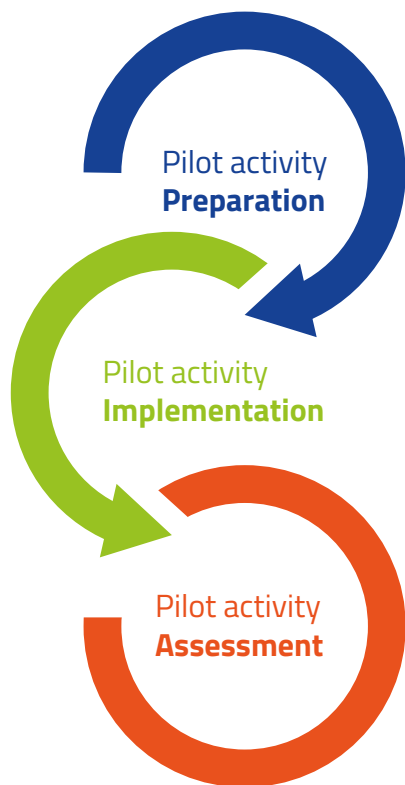 Pilot activity
Preparation
Pilot activity
Implementation
Pilot activity
Assessment